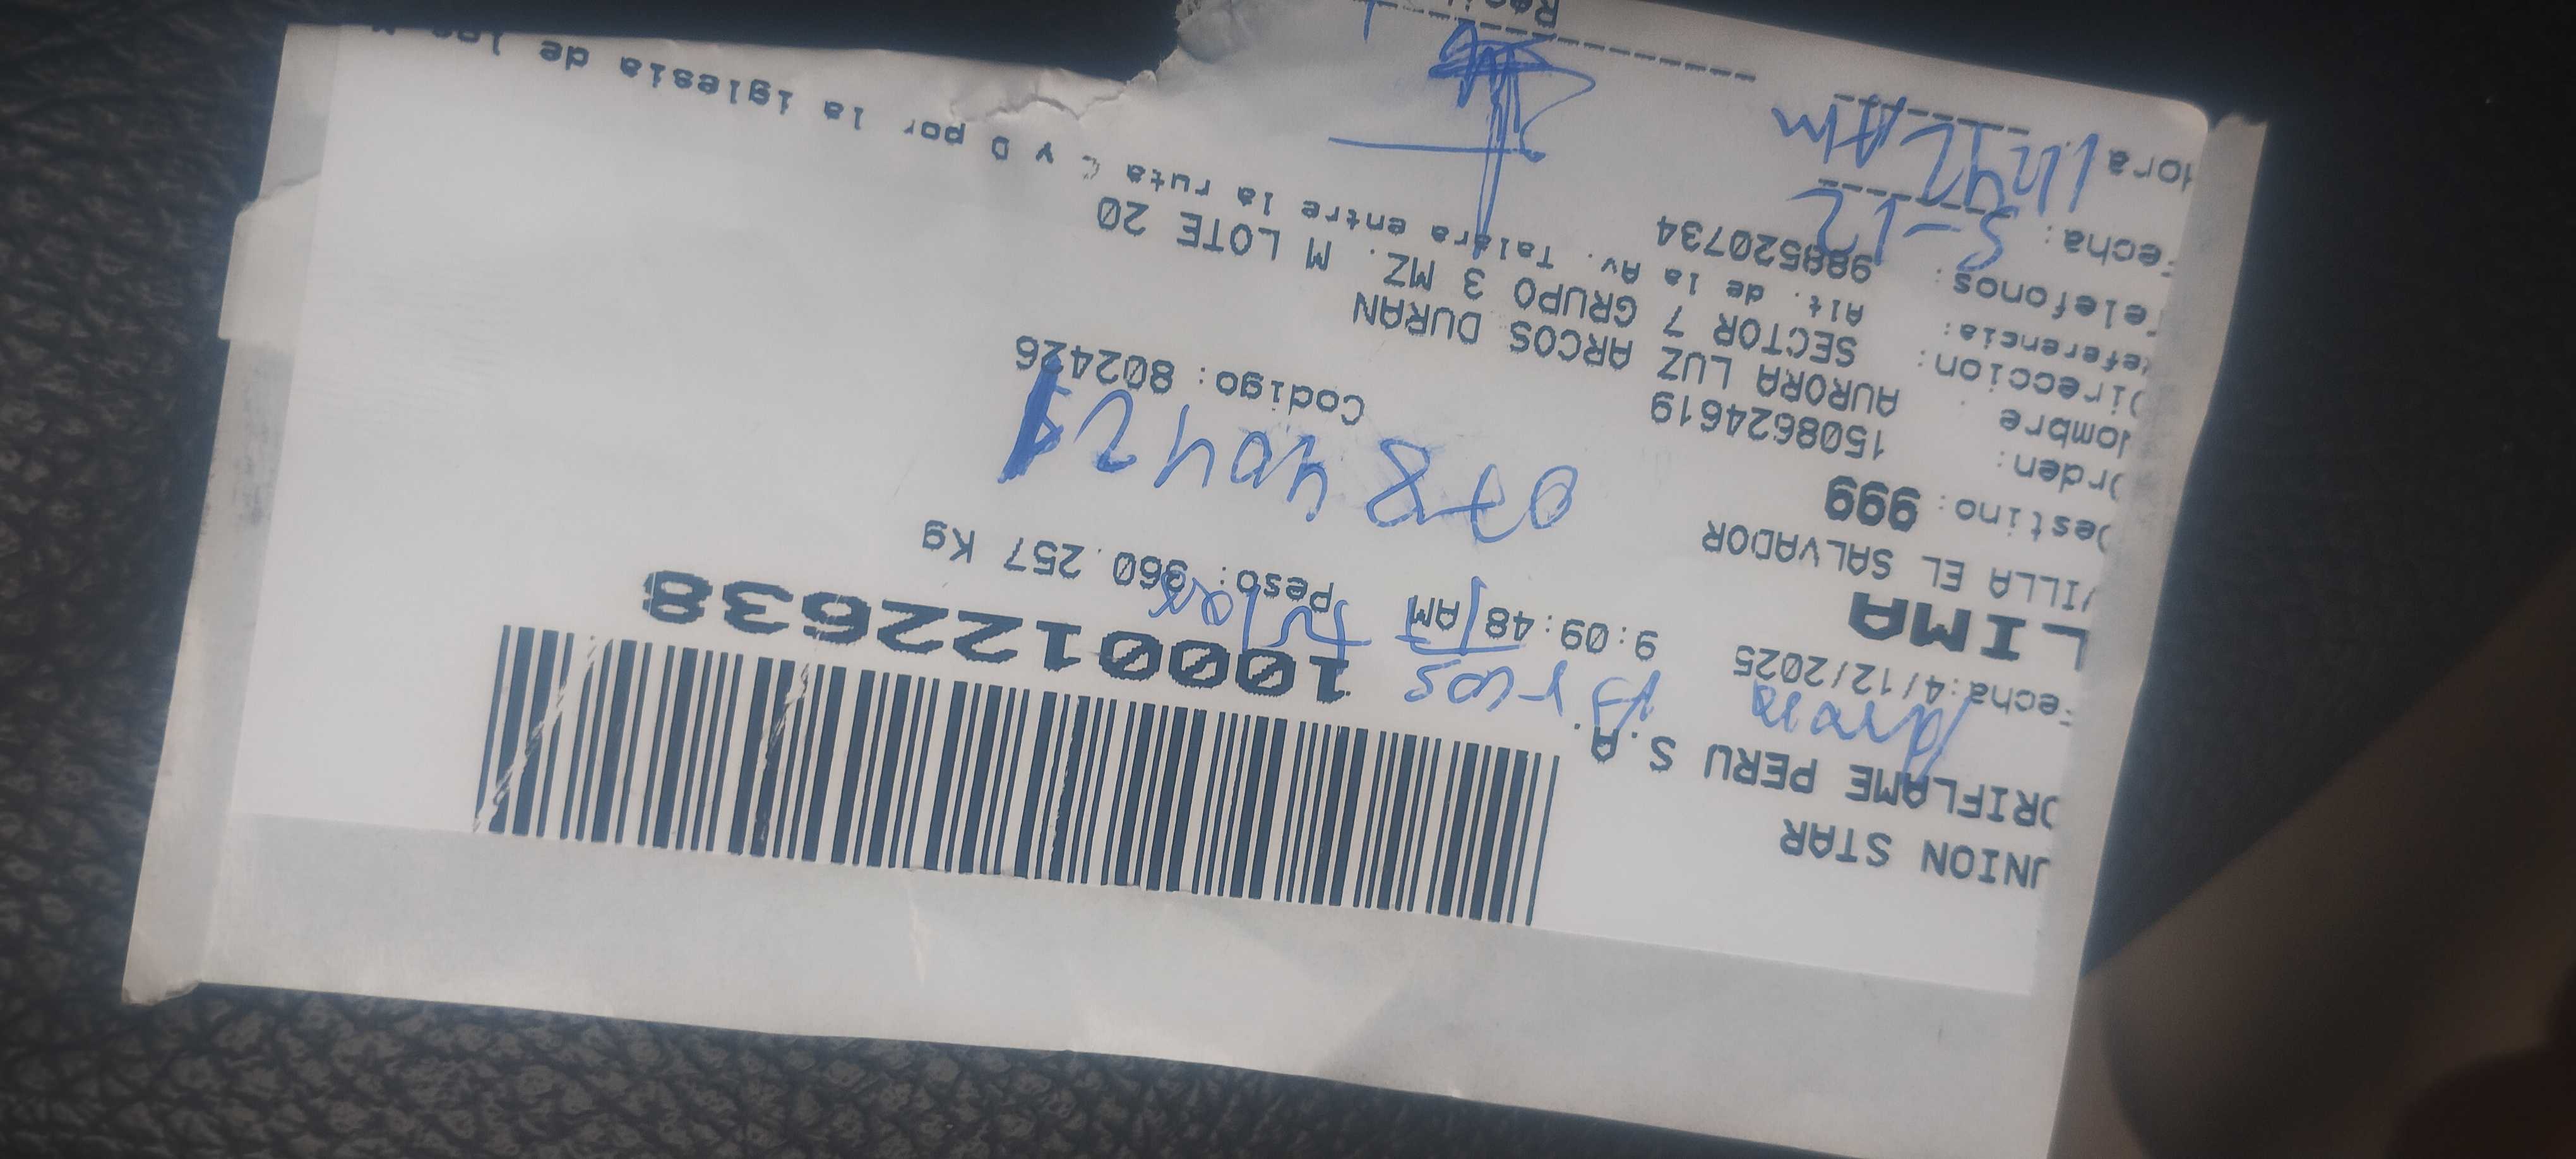 UNION STAR
ORIFLAME PERU S.A.
10001122638
Fecha:4/12/2025 9:09:48 AM Peso: 960.257 Kg
LIMA
VILLA EL SALVADOR
Destino: 999
Orden: 1508624619 Codigo: 802426
Nombre AURORA LUZ ARCOS DURAN
Direccion: SECTOR 7 GRUPO 3 MZ. M LOTE 20
Referencia: Alt. de la Av. Talara entre la ruta C y D por la iglesia de los
Telefonos: 988520734
Fecha: 5-12
Hora 11h42 AM